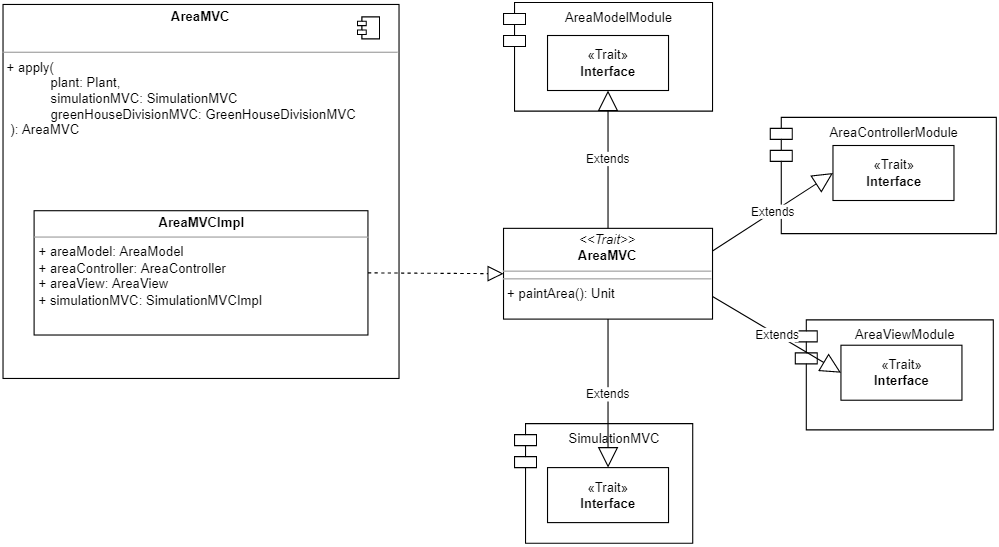 AreaMVC
+ apply(
plant: Plant,
simulationMVC: SimulationMVC
greenHouseDivisionMVC: GreenHouseDivisionMVC
): AreaMVC
AreaMVCImpl
+ areaModel: AreaModel
+ areaController: AreaController
+ areaView: AreaView
+ simulationMVC: SimulationMVCImpl
AreaModelModule
«Trait»
Interface
Extends
AreaControllerModule
«Trait»
Interface
Extends
<<Trait>>
AreaMVC
+ paintArea(): Unit
Extends
AreaViewModule
«Trait»
Interface
Extends
SimulationMVC
«Trait»
Interface